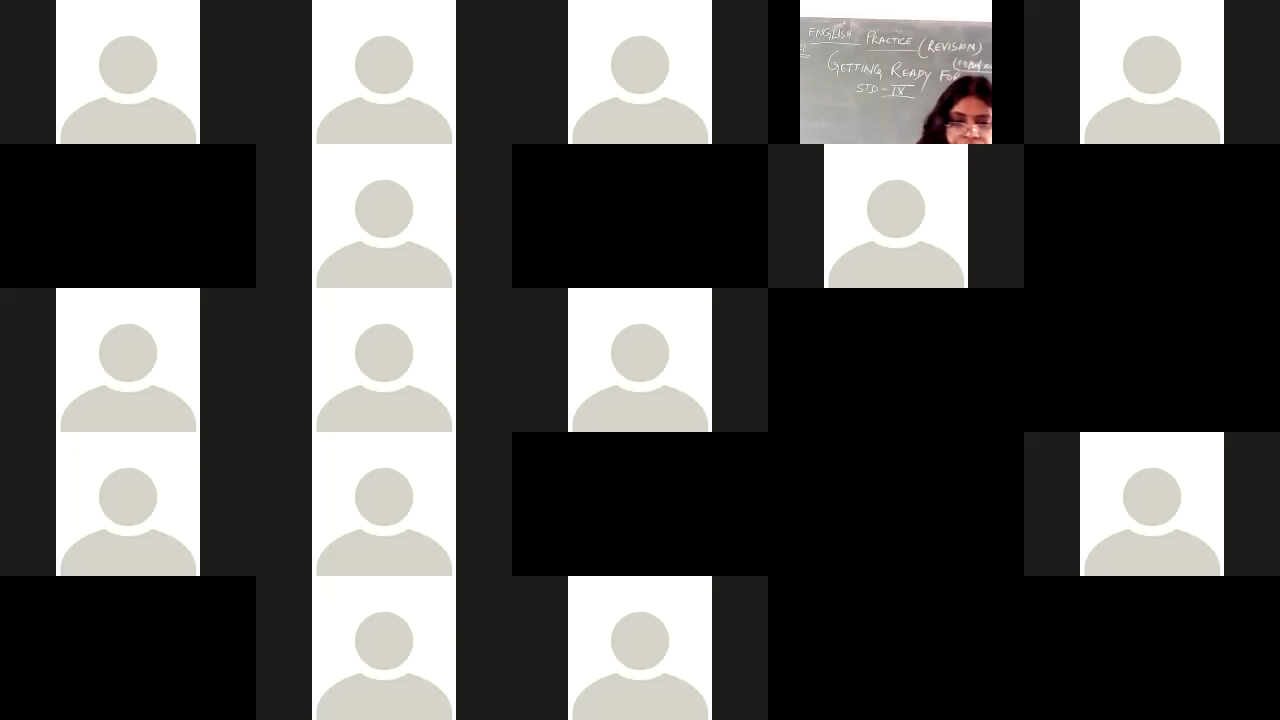 ENGLISH PRACTICE (REVISION)
GETTING READY FOR
STD - IX